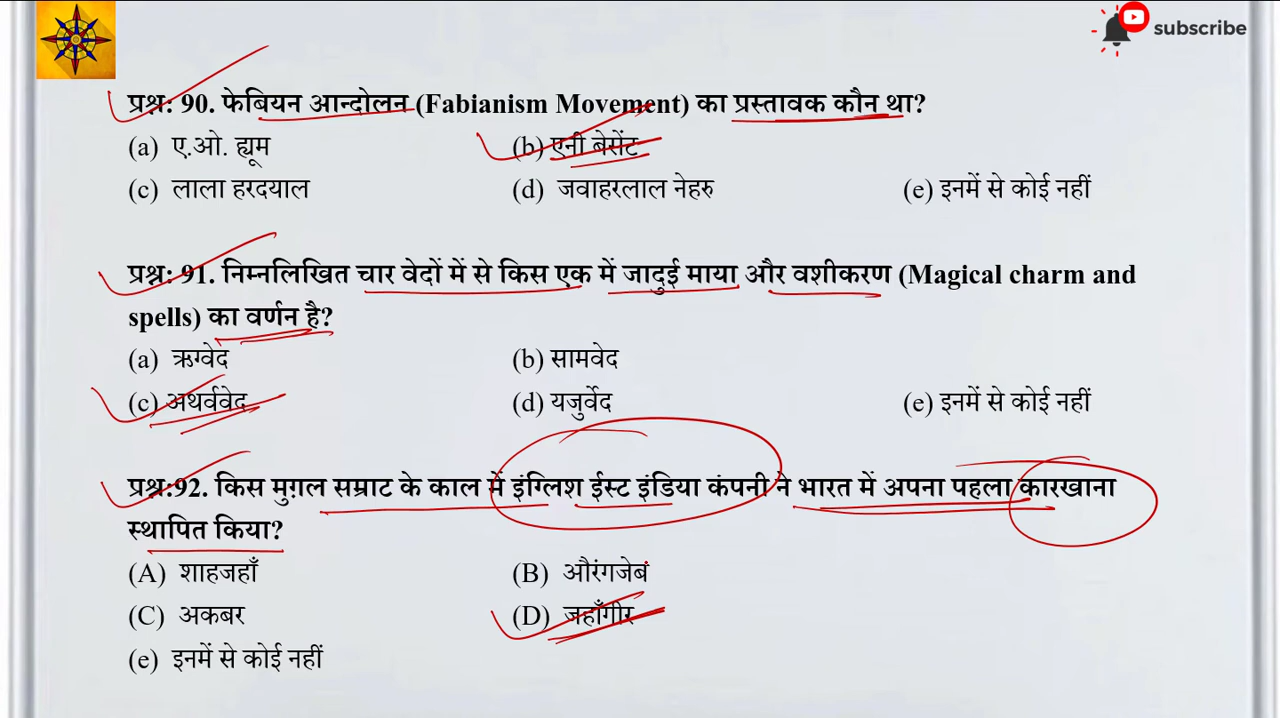 subscribe
प्रश्न: 90. फेबियन आन्दोलन (Fabianism Movement) का प्रस्तावक कौन था?
(a) ए.ओ. ह्यूम (b) एनी बेसेंट
(c) लाला हरदयाल (d) जवाहरलाल नेहरु (e) इनमें से कोई नहीं
प्रश्न: 91. निम्नलिखित चार वेदों में से किस एक में जादुई माया और वशीकरण (Magical charm and
spells) का वर्णन है?
(a) ऋग्वेद (b) सामवेद
(c) अथर्ववेद (d) यजुर्वेद (e) इनमें से कोई नहीं
प्रश्न:92. किस मुग़ल सम्राट के काल में इंग्लिश ईस्ट इंडिया कंपनी ने भारत में अपना पहला कारखाना
स्थापित किया?
(A) शाहजहाँ (B) औरंगजेब
(C) अकबर (D) जहाँगीर
(e) इनमें से कोई नहीं